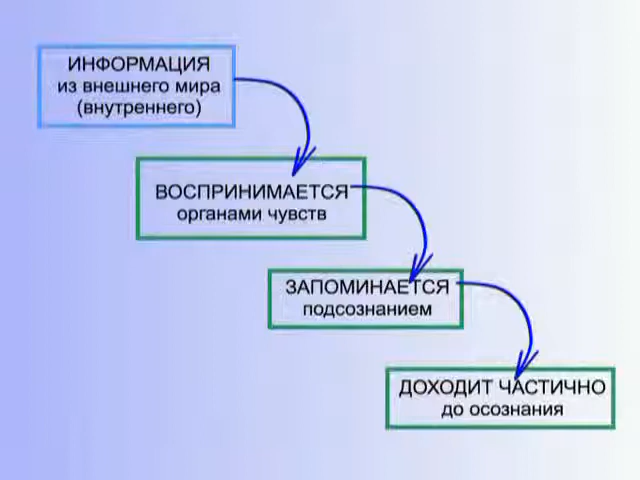 ИНФОРМАЦИЯ
из внешнего мира
(внутреннего)
ВОСПРИНИМАЕТСЯ
органами чувств
ЗАПОМИНАЕТСЯ
подсознанием
ДОХОДИТ ЧАСТИЧНО
до осознания